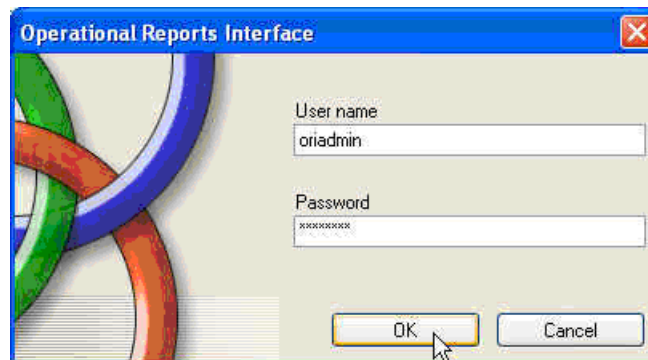 Operational Reports Interface
User name
oriadmin
Password
********
OK
Cancel